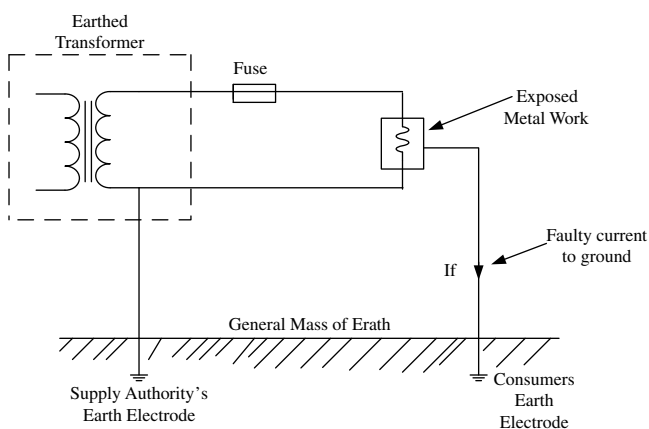 Earthed
Transformer
Fuse
Exposed
Metal Work
Faulty current
to ground
If
General Mass of Erath
Supply Authority's
Earth Electrode
Consumers
Earth
Electrode